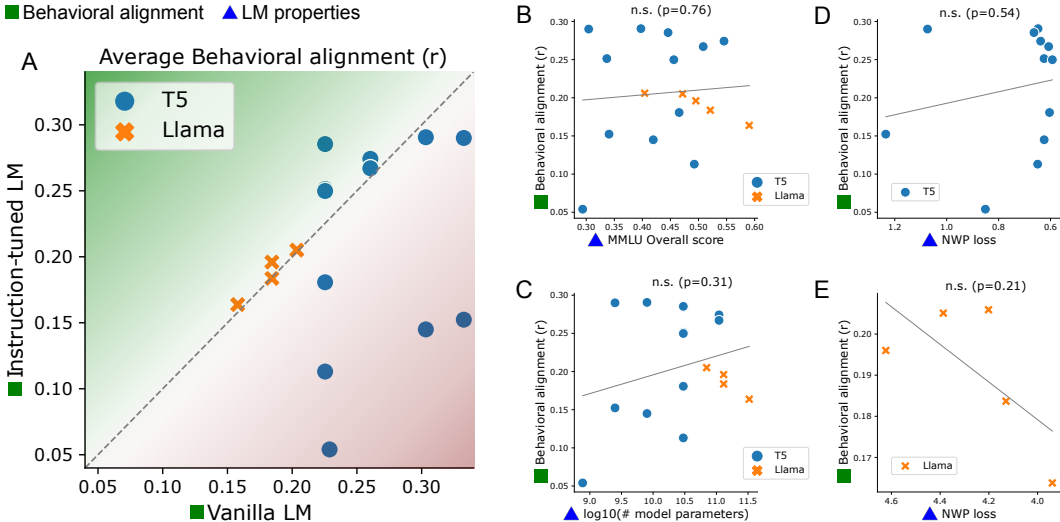 Behavioral alignment LM properties
A
Average Behavioral alignment (r)
T5
Llama
Instruction-tuned LM
0.30
0.25
0.20
0.15
0.10
0.05
0.05 0.10 0.15 0.20 0.25 0.30
Vanilla LM
B
n.s. (p=0.76)
Behavioral alignment (r)
0.30
0.25
0.20
0.15
0.10
0.05
T5
Llama
0.30 0.35 0.40 0.45 0.50 0.55 0.60
MMLU Overall score
D
n.s. (p=0.54)
Behavioral alignment (r)
0.30
0.25
0.20
0.15
0.10
0.05
T5
1.2 1.0 0.8 0.6
NWP loss
C
n.s. (p=0.31)
Behavioral alignment (r)
0.30
0.25
0.20
0.15
0.10
0.05
T5
Llama
9.0 9.5 10.0 10.5 11.0 11.5
log10(# model parameters)
E
n.s. (p=0.21)
Behavioral alignment (r)
0.20
0.19
0.18
0.17
Llama
4.6 4.4 4.2 4.0
NWP loss